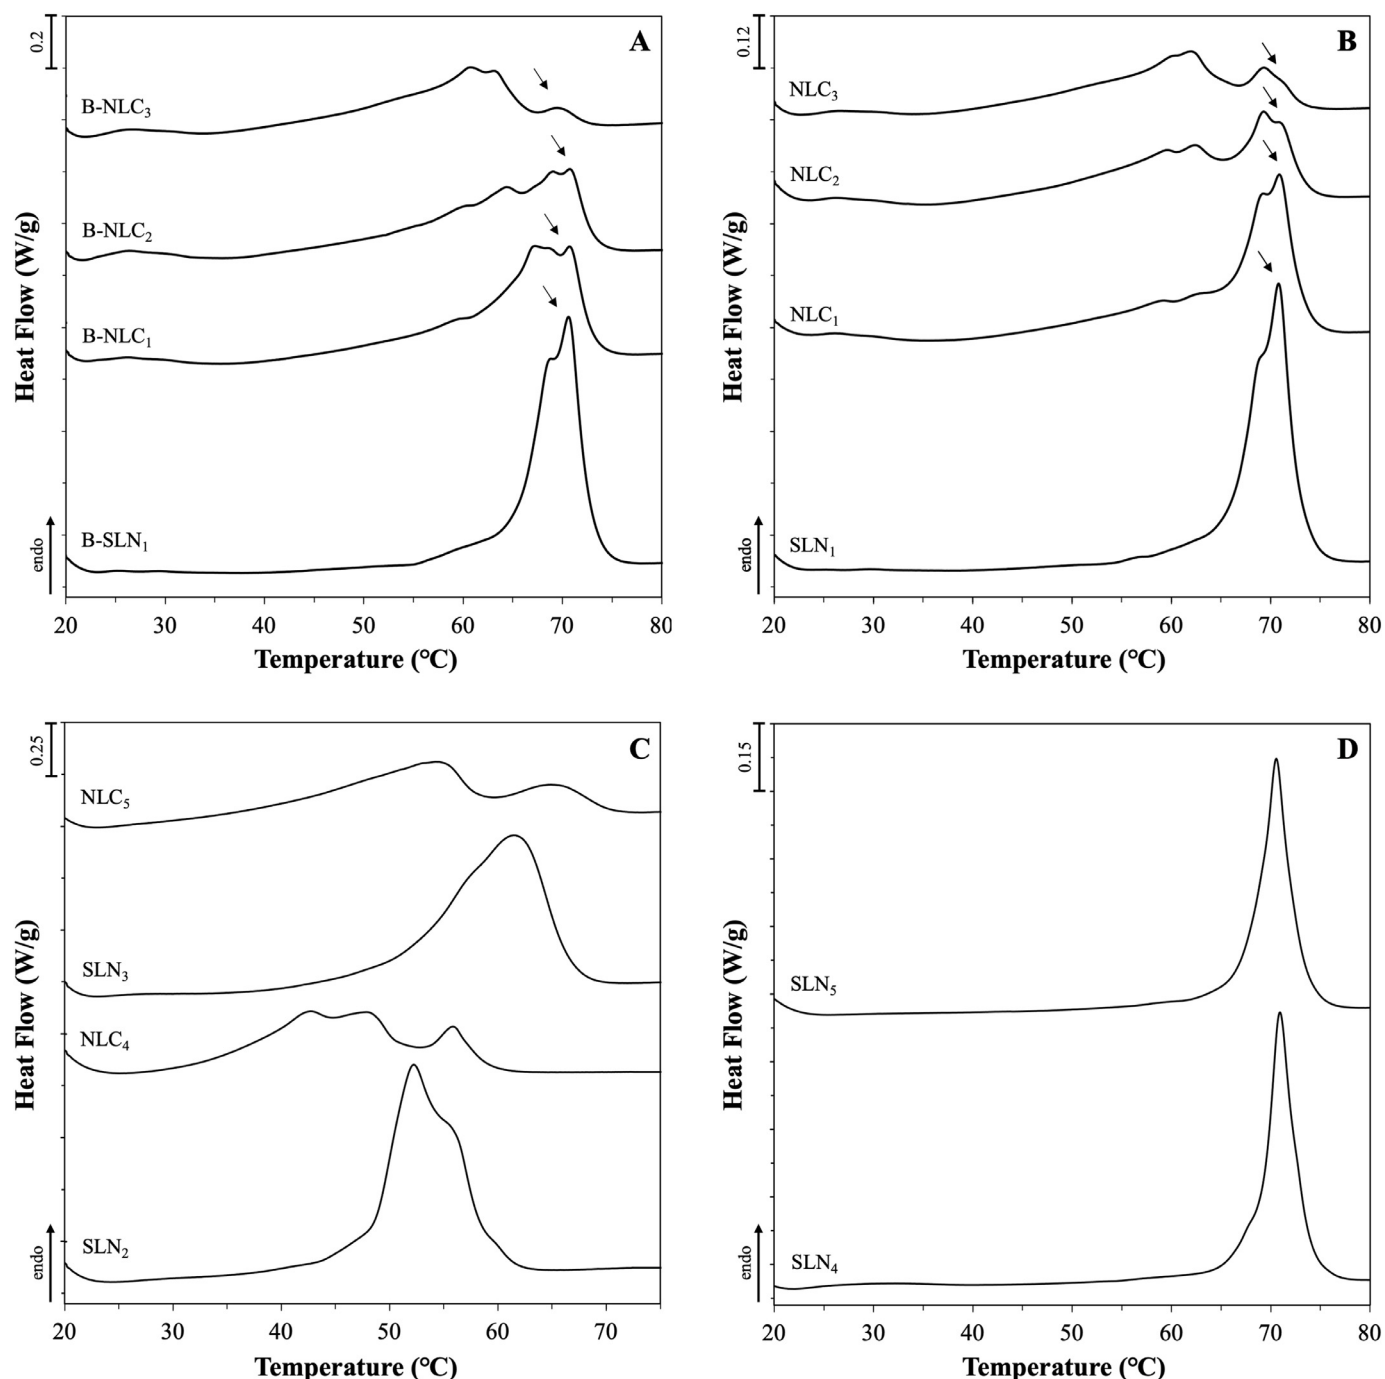 0.2
A
B-NLC₃
B-NLC₂
B-NLC₁
B-SLN₁
Heat Flow (W/g)
endo
20 30 40 50 60 70 80
Temperature (°C)
0.12
B
NLC₃
NLC₂
NLC₁
SLN₁
Heat Flow (W/g)
endo
20 30 40 50 60 70 80
Temperature (°C)
0.25
C
NLC₅
SLN₃
NLC₄
SLN₂
Heat Flow (W/g)
endo
20 30 40 50 60 70
Temperature (°C)
0.15
D
SLN₅
SLN₄
Heat Flow (W/g)
endo
20 30 40 50 60 70 80
Temperature (°C)